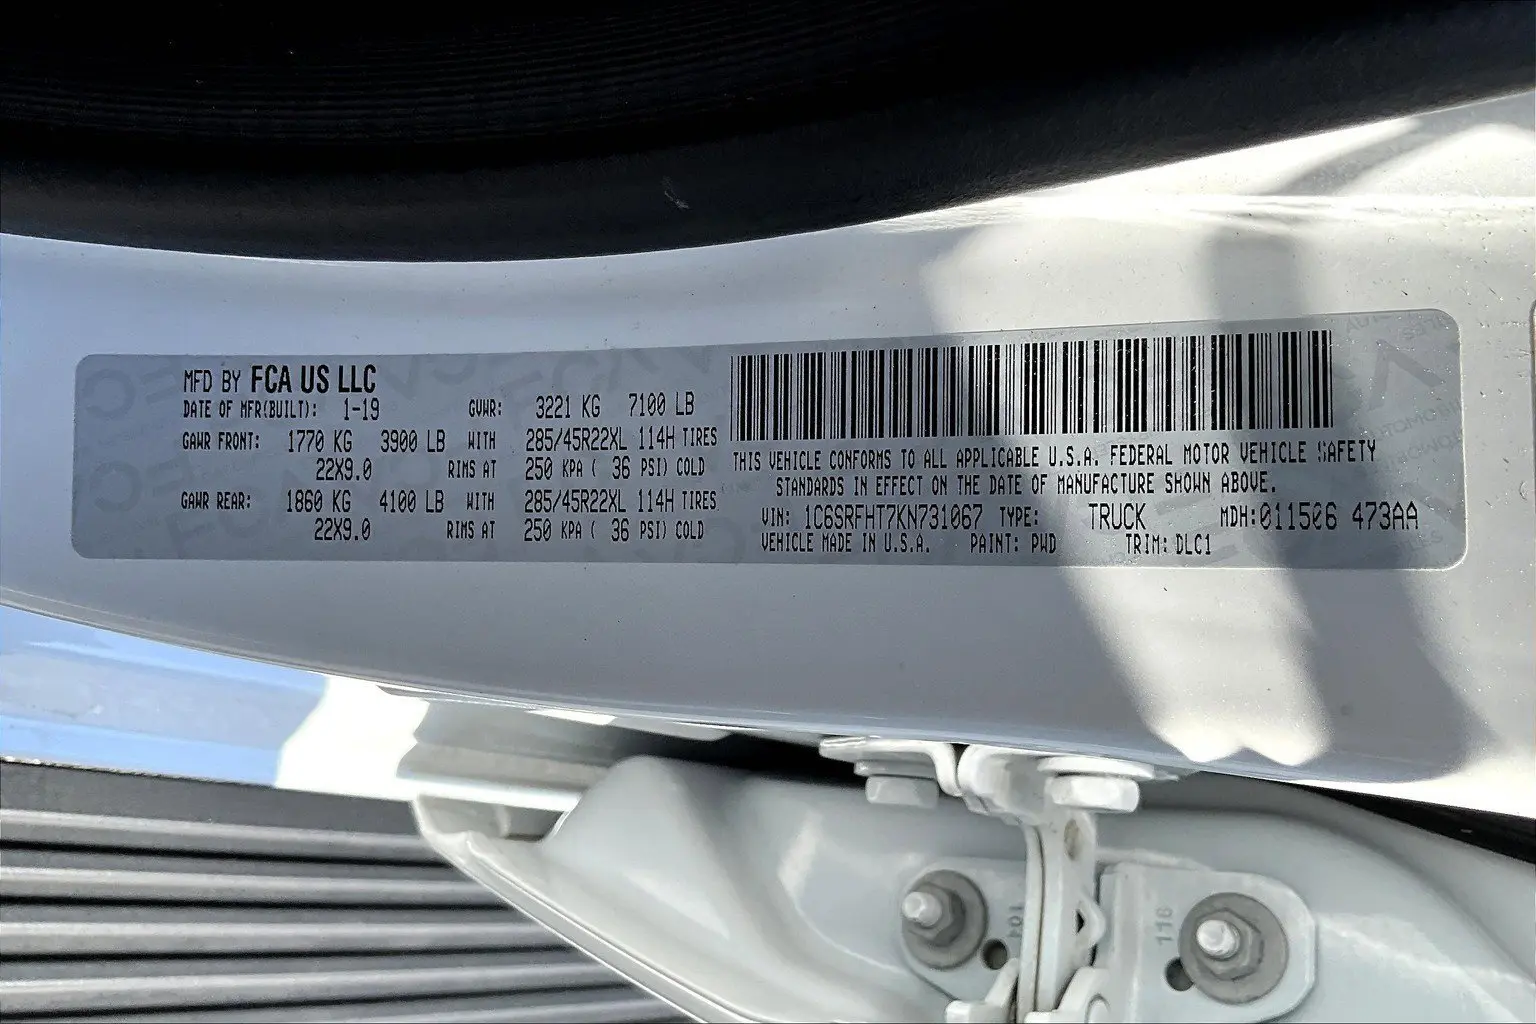 MFD BY FCA US LLC
DATE OF MFR(BUILT): 1-19 GVWR: 3221 KG 7100 LB
GAWR FRONT: 1770 KG 3900 LB WITH 285/45R22XL 114H TIRES
22X9.0 RIMS AT 250 KPA ( 36 PSI) COLD
GAWR REAR: 1860 KG 4100 LB WITH 285/45R22XL 114H TIRES
22X9.0 RIMS AT 250 KPA ( 36 PSI) COLD
THIS VEHICLE CONFORMS TO ALL APPLICABLE U.S.A. FEDERAL MOTOR VEHICLE SAFETY
STANDARDS IN EFFECT ON THE DATE OF MANUFACTURE SHOWN ABOVE.
VIN: 1C6SRFHT7KN731067 TYPE: TRUCK MDH:011506 473AA
VEHICLE MADE IN U.S.A. PAINT: PWD TRIM: DLC1
104
116